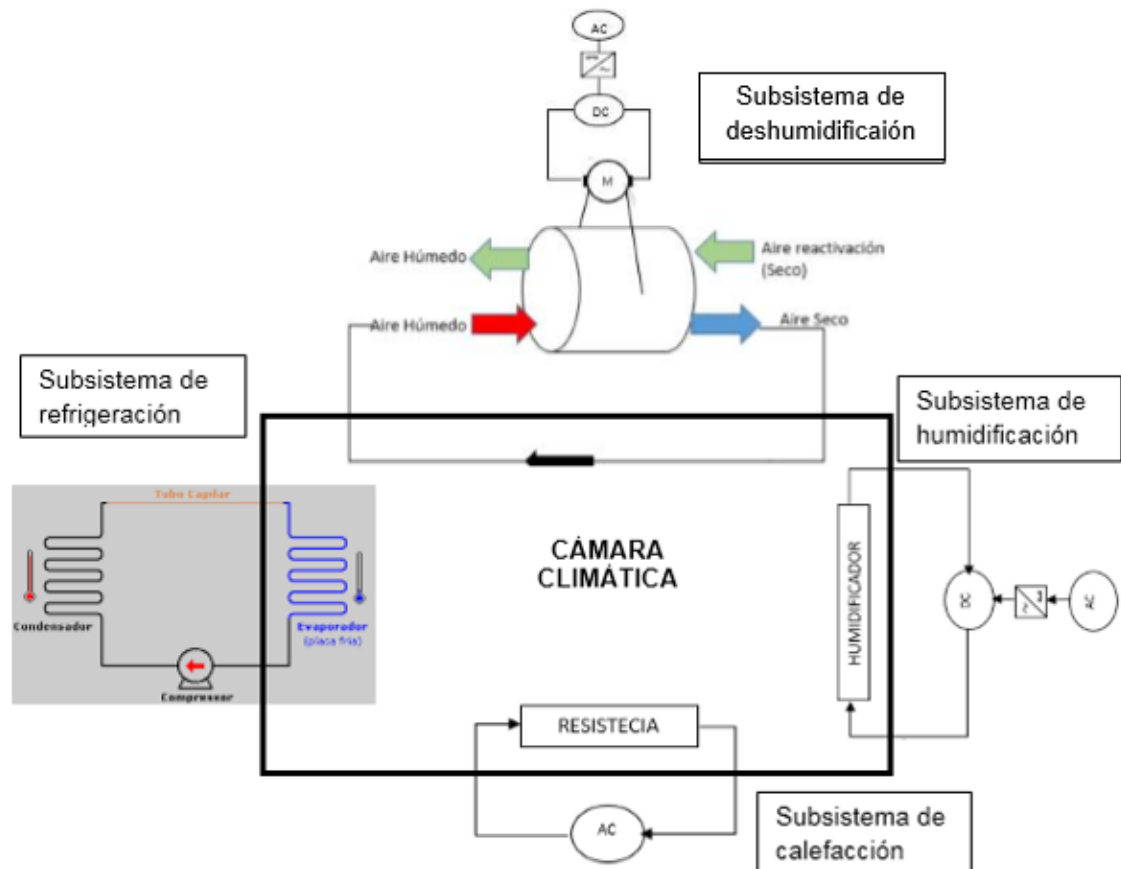 AC
DC
M
Subsistema de
deshumidificaión
Aire Húmedo
Aire reactivación
(Seco)
Aire Húmedo
Aire Seco
Subsistema de
refrigeración
Subsistema de
humidificación
Tubo Capilar
Condensador
Evaporador
(placa fria)
Compressor
CÁMARA
CLIMÁTICA
HUMIDIFICADOR
DC
AC
RESISTECIA
AC
Subsistema de
calefacción